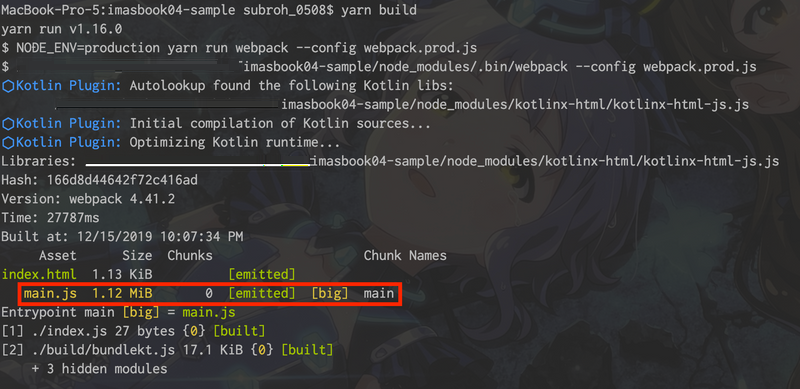 MacBook-Pro-5:imasbook04-sample subroh_0508$ yarn build
yarn run v1.16.0
$ NODE_ENV=production yarn run webpack --config webpack.prod.js
$ imasbook04-sample/node_modules/.bin/webpack --config webpack.prod.js
Kotlin Plugin: Autolookup found the following Kotlin libs:
imasbook04-sample/node_modules/kotlinx-html/kotlinx-html-js.js
Kotlin Plugin: Initial compilation of Kotlin sources...
Kotlin Plugin: Optimizing Kotlin runtime...
Libraries: imasbook04-sample/node_modules/kotlinx-html/kotlinx-html-js.js
Hash: 166d8d44642f72c416ad
Version: webpack 4.41.2
Time: 27787ms
Built at: 12/15/2019 10:07:34 PM
Asset Size Chunks Chunk Names
index.html 1.13 KiB [emitted]
main.js 1.12 MiB 0 [emitted] [big] main
Entrypoint main [big] = main.js
[1] ./index.js 27 bytes {0} [built]
[2] ./build/bundlekt.js 17.1 KiB {0} [built]
+ 3 hidden modules